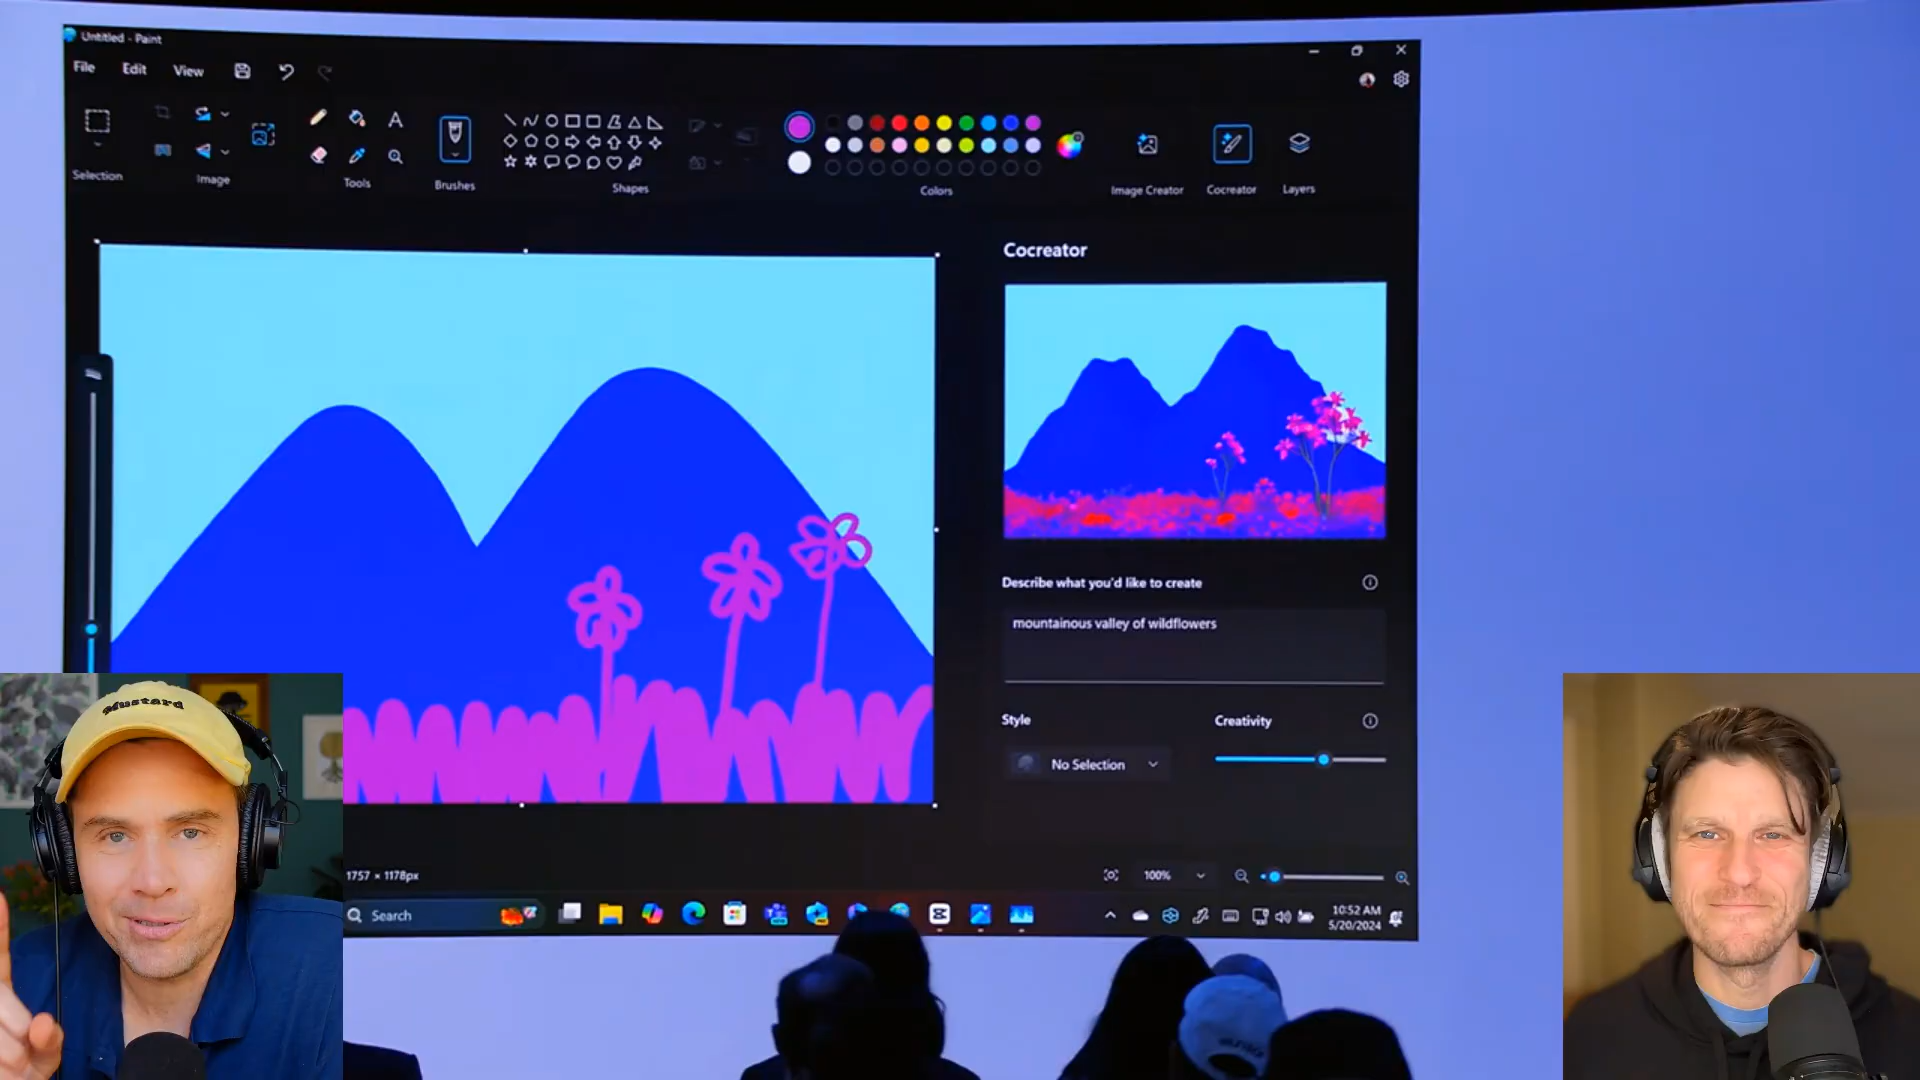 Untitled - Paint
File Edit View
Selection
Image
Tools
Brushes
Shapes
Colors
Image Creator
Cocreator
Layers
Cocreator
Describe what you'd like to create
mountainous valley of wildflowers
Style
Creativity
No Selection
1757 × 1178px
100%
Search
10:52 AM
5/20/2024
Mustard